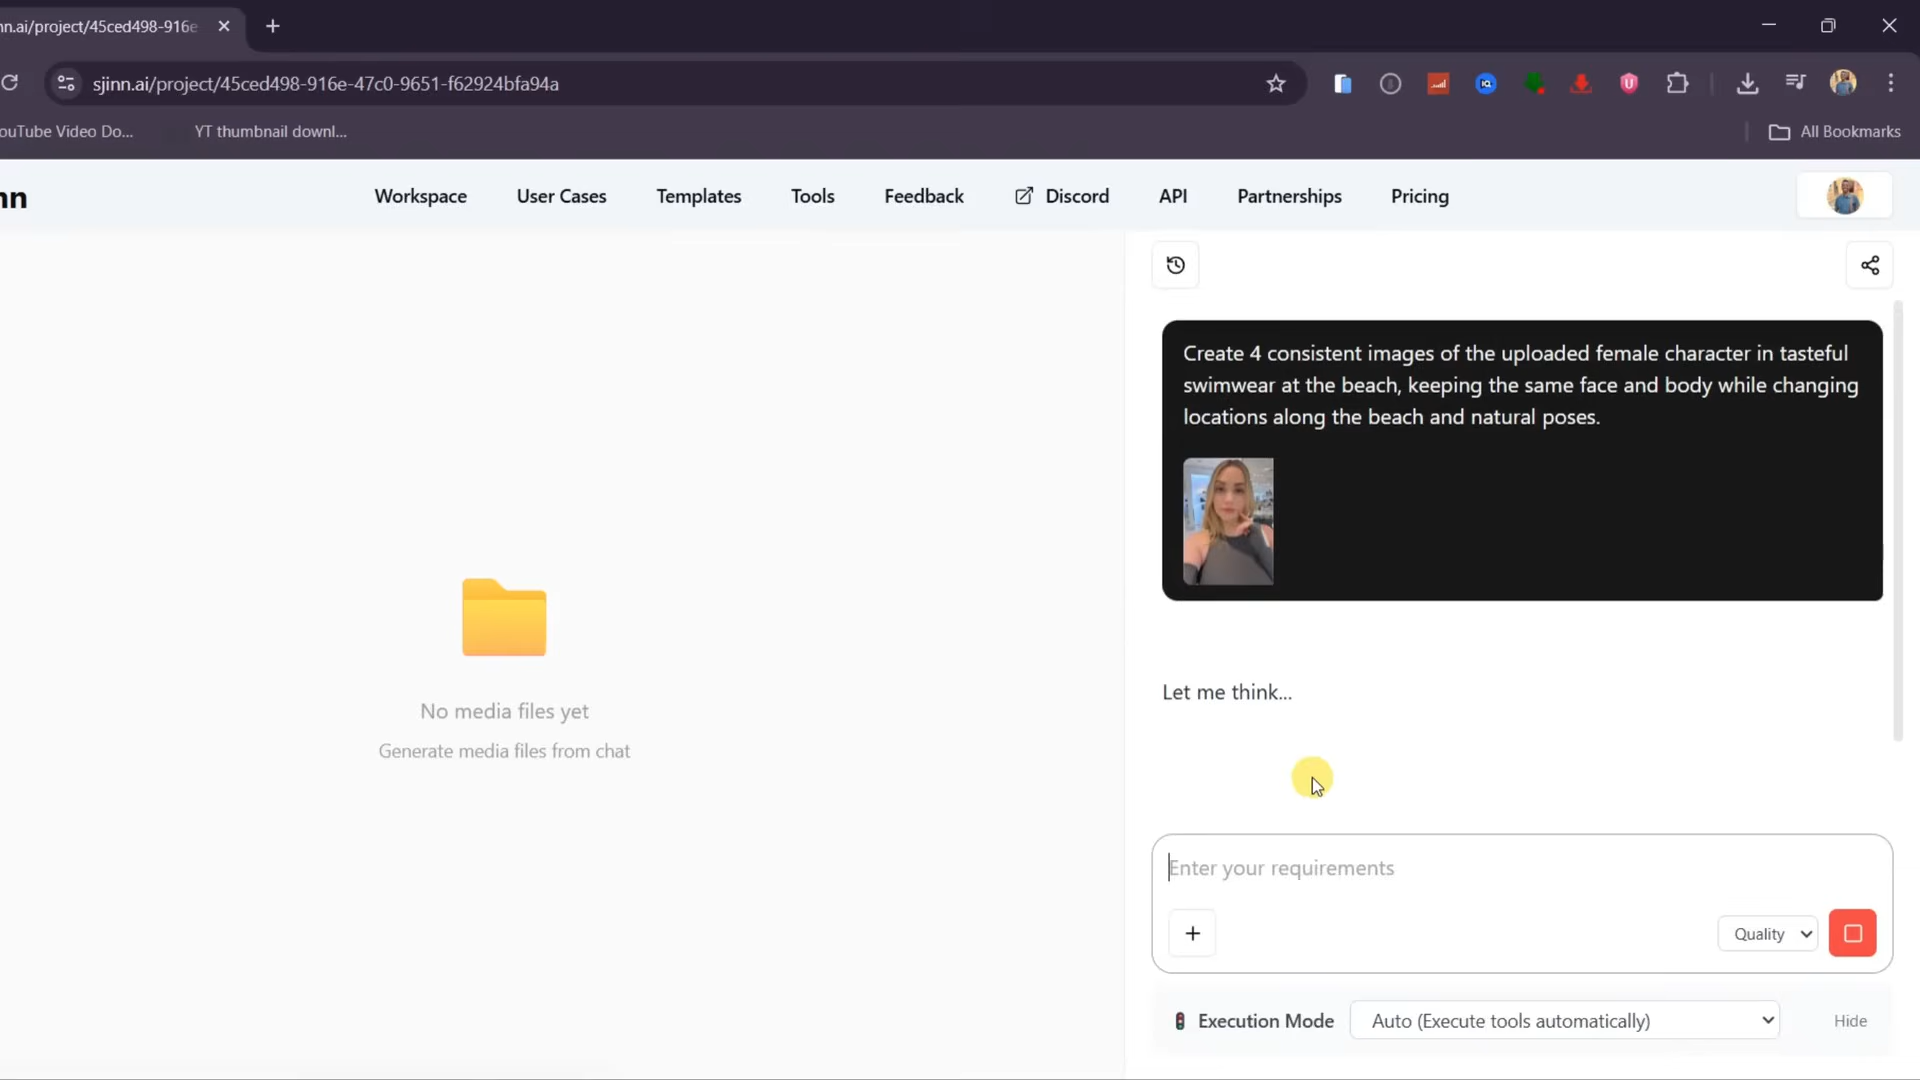 nn.ai/project/45ced498-916e
sjinn.ai/project/45ced498-916e-47c0-9651-f62924bfa94a
ouTube Video Do...
YT thumbnail downl...
All Bookmarks
nn
Workspace
User Cases
Templates
Tools
Feedback
Discord
API
Partnerships
Pricing
Create 4 consistent images of the uploaded female character in tasteful
swimwear at the beach, keeping the same face and body while changing
locations along the beach and natural poses.
Let me think...
No media files yet
Generate media files from chat
Enter your requirements
Quality
Execution Mode
Auto (Execute tools automatically)
Hide